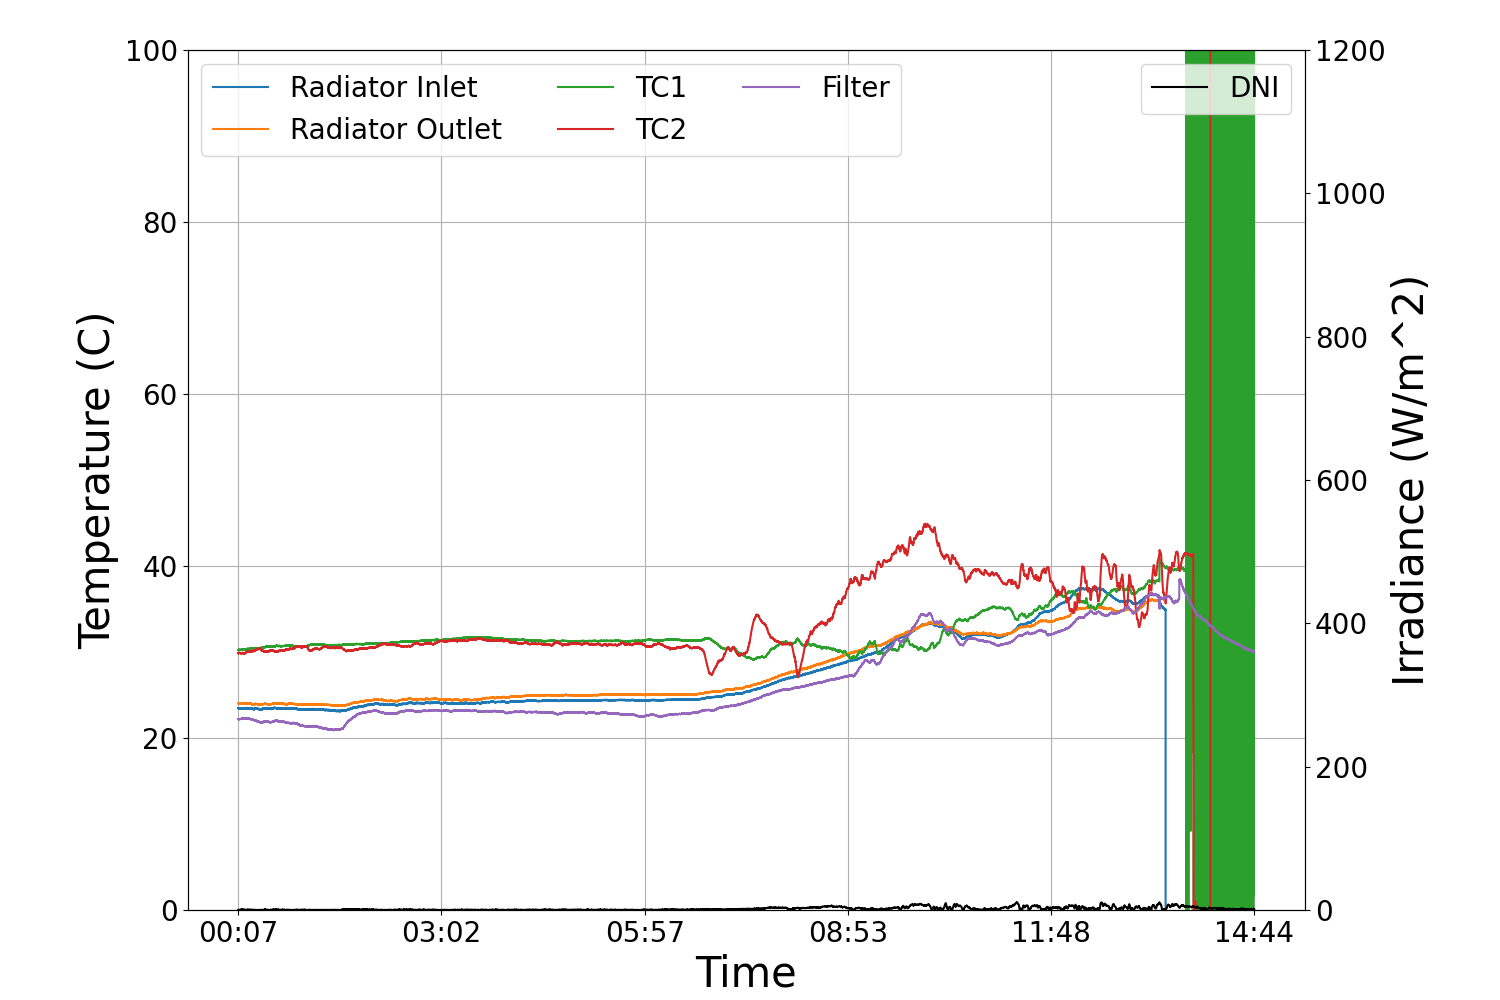 100
80
60
40
20
0
Temperature (C)
Radiator Inlet
Radiator Outlet
TC1
TC2
Filter
DNI
1200
1000
800
600
400
200
0
Irradiance (W/m^2)
00:07
03:02
05:57
08:53
11:48
14:44
Time